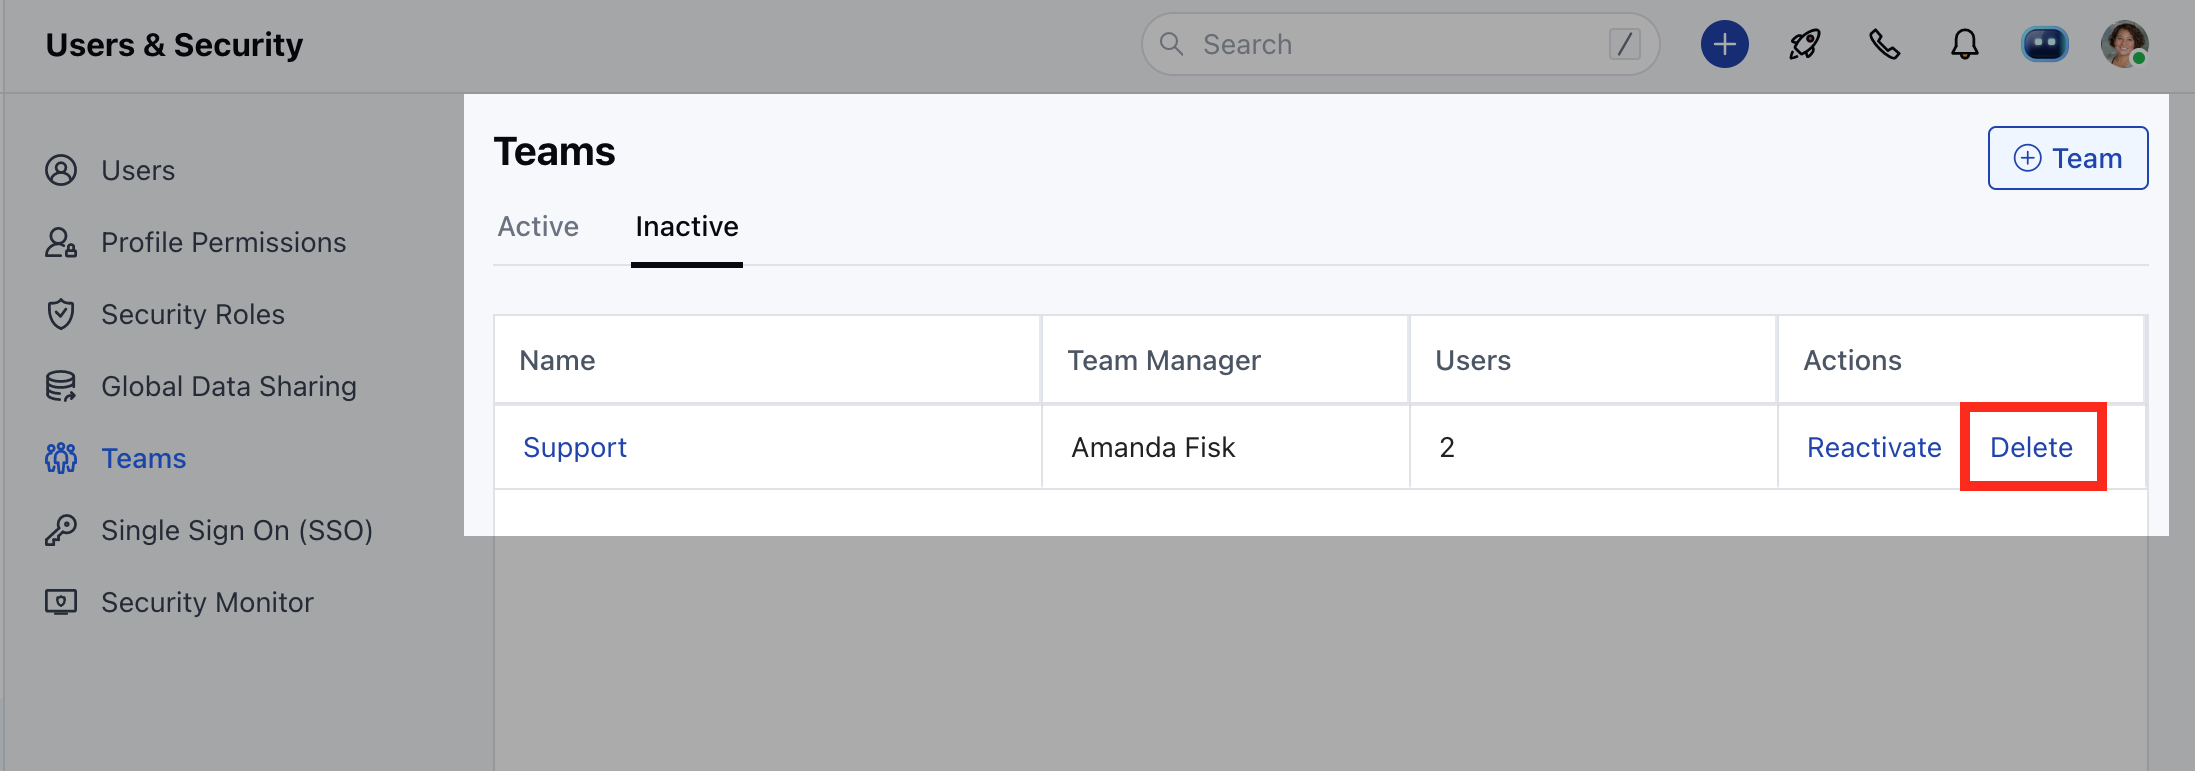 Users & Security
Search /
Users
Profile Permissions
Security Roles
Global Data Sharing
Teams
Single Sign On (SSO)
Security Monitor
Teams
Team
Active Inactive
Name Team Manager Users Actions
Support Amanda Fisk 2 Reactivate Delete